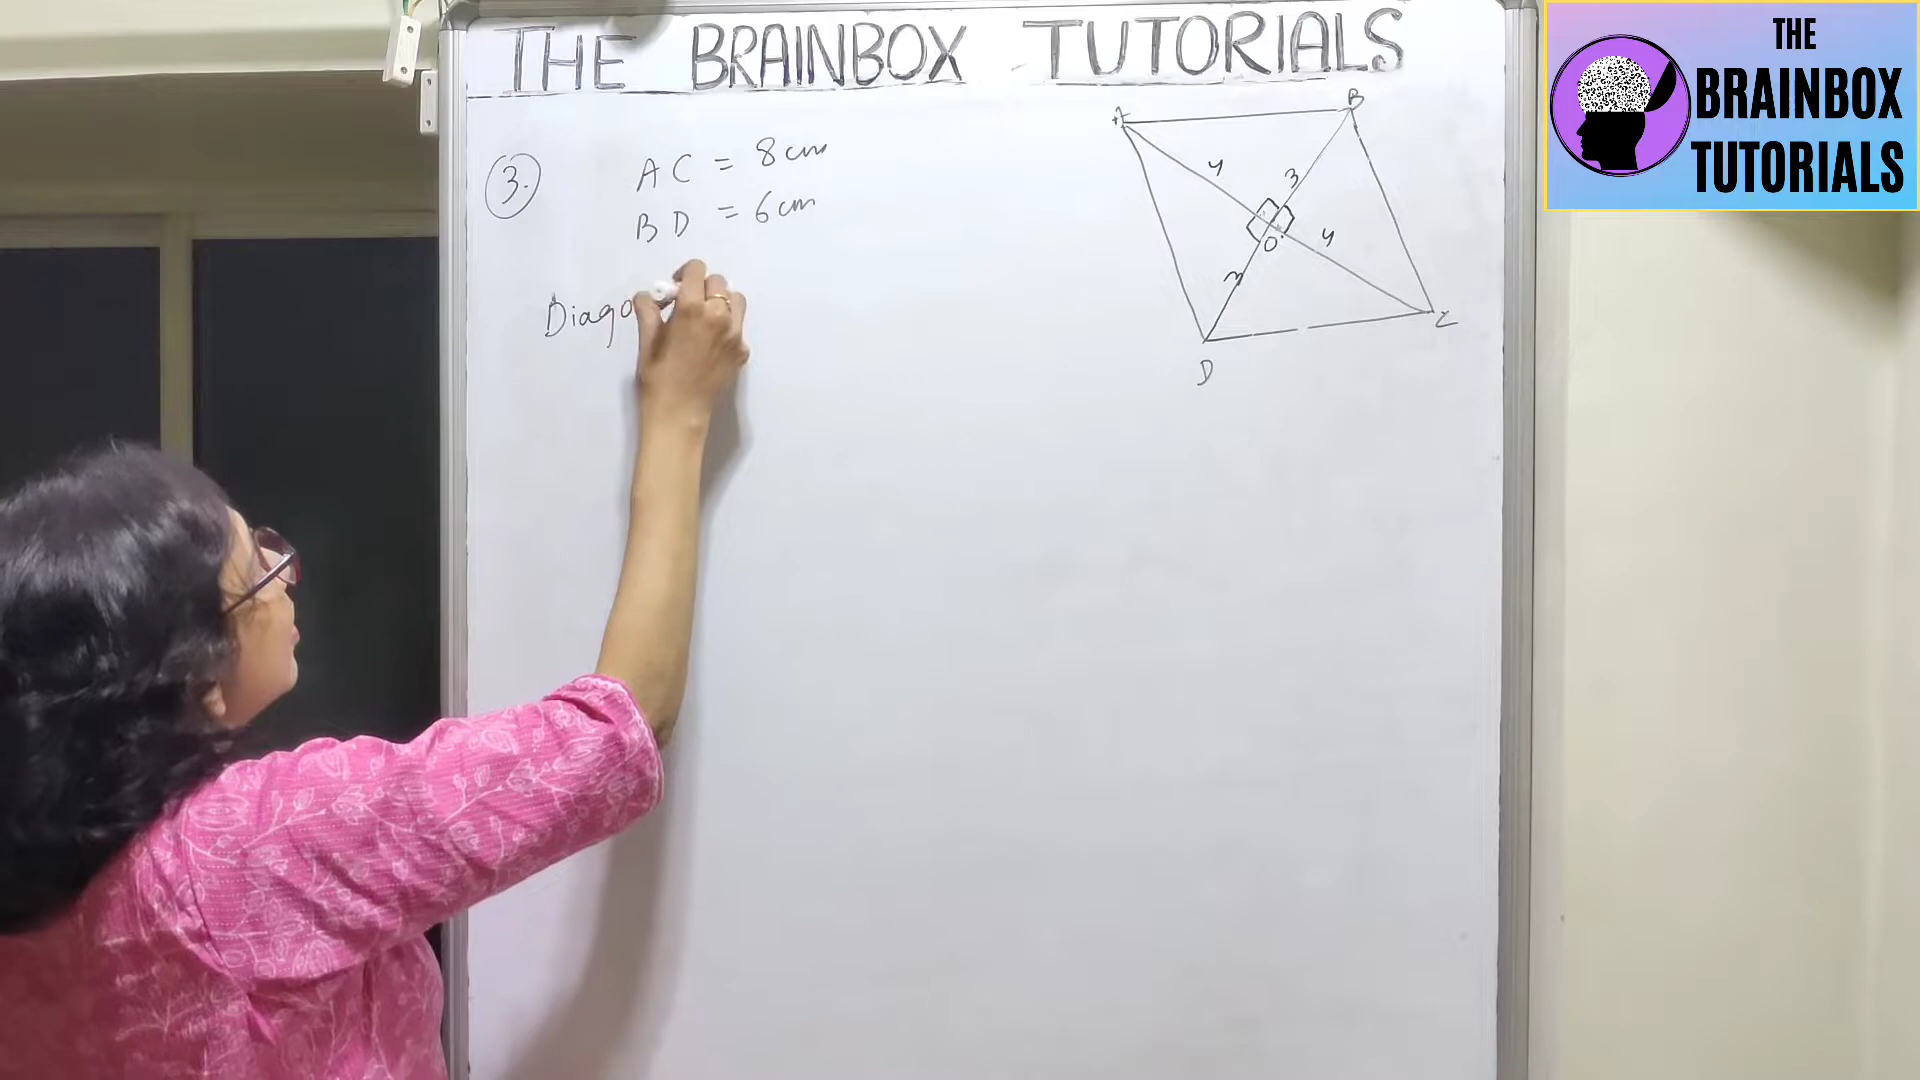 THE BRAINBOX TUTORIALS
THE
BRAINBOX
TUTORIALS
3.
AC = 8 cm
BD = 6 cm
Diago
A
B
4
3
O
4
3
C
D